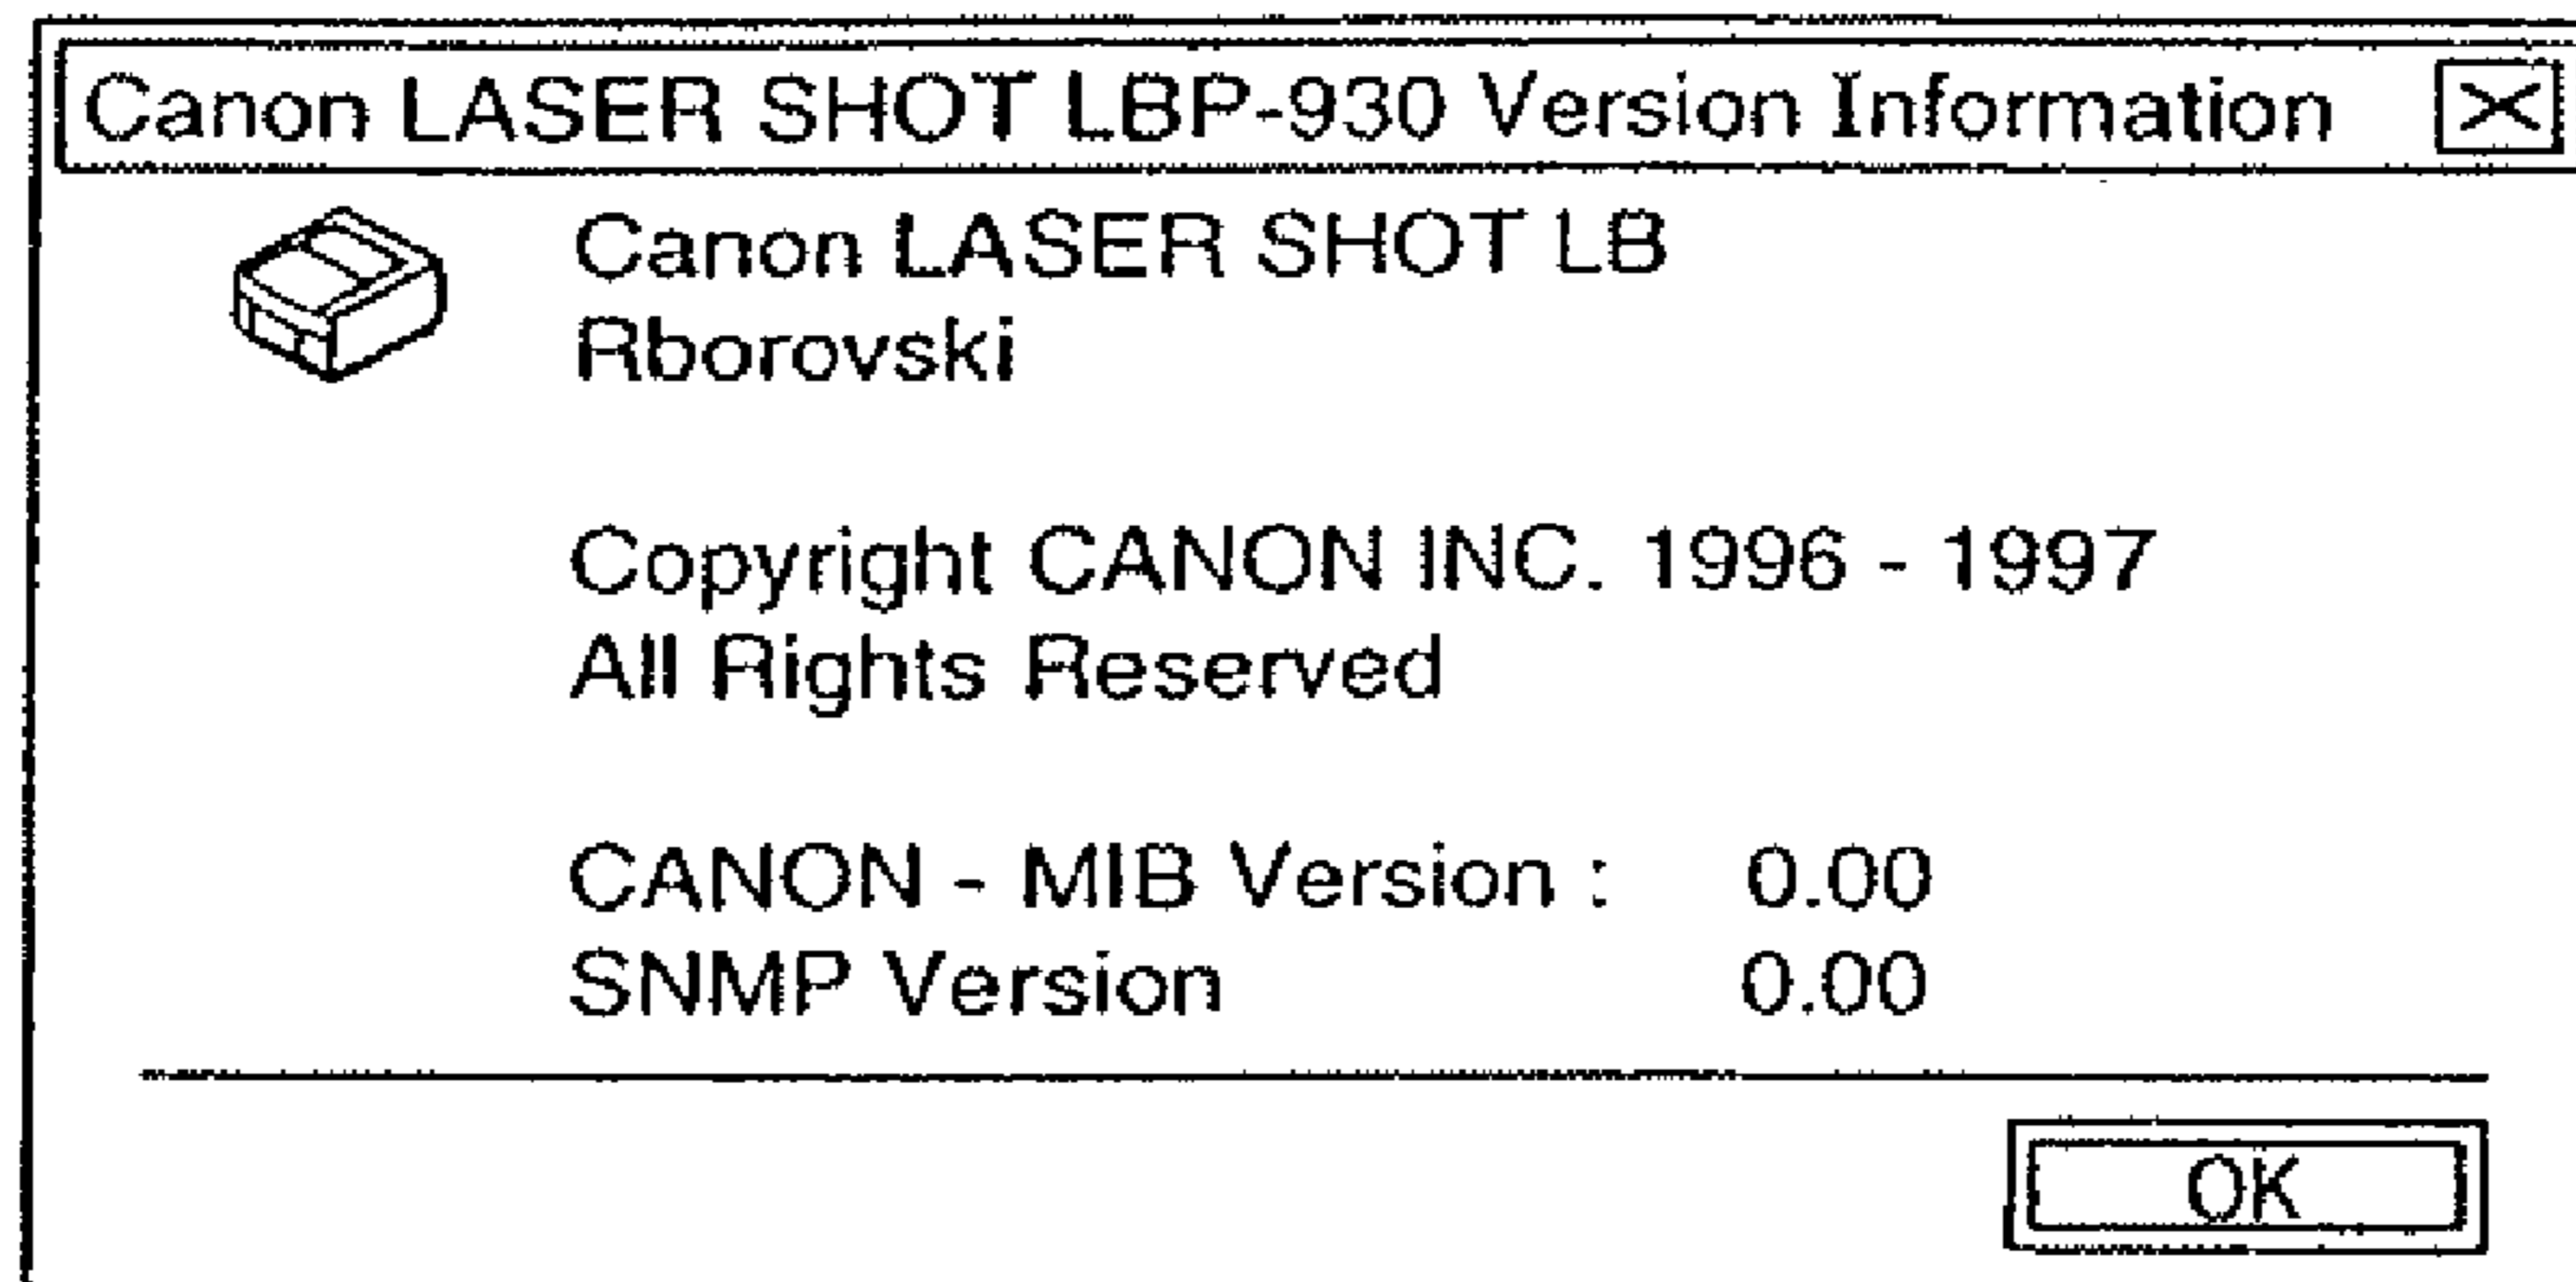 Canon LASER SHOT LBP-930 Version Information
Canon LASER SHOT LB
Rborovski
Copyright CANON INC. 1996 - 1997
All Rights Reserved
CANON - MIB Version : 0.00
SNMP Version 0.00
OK